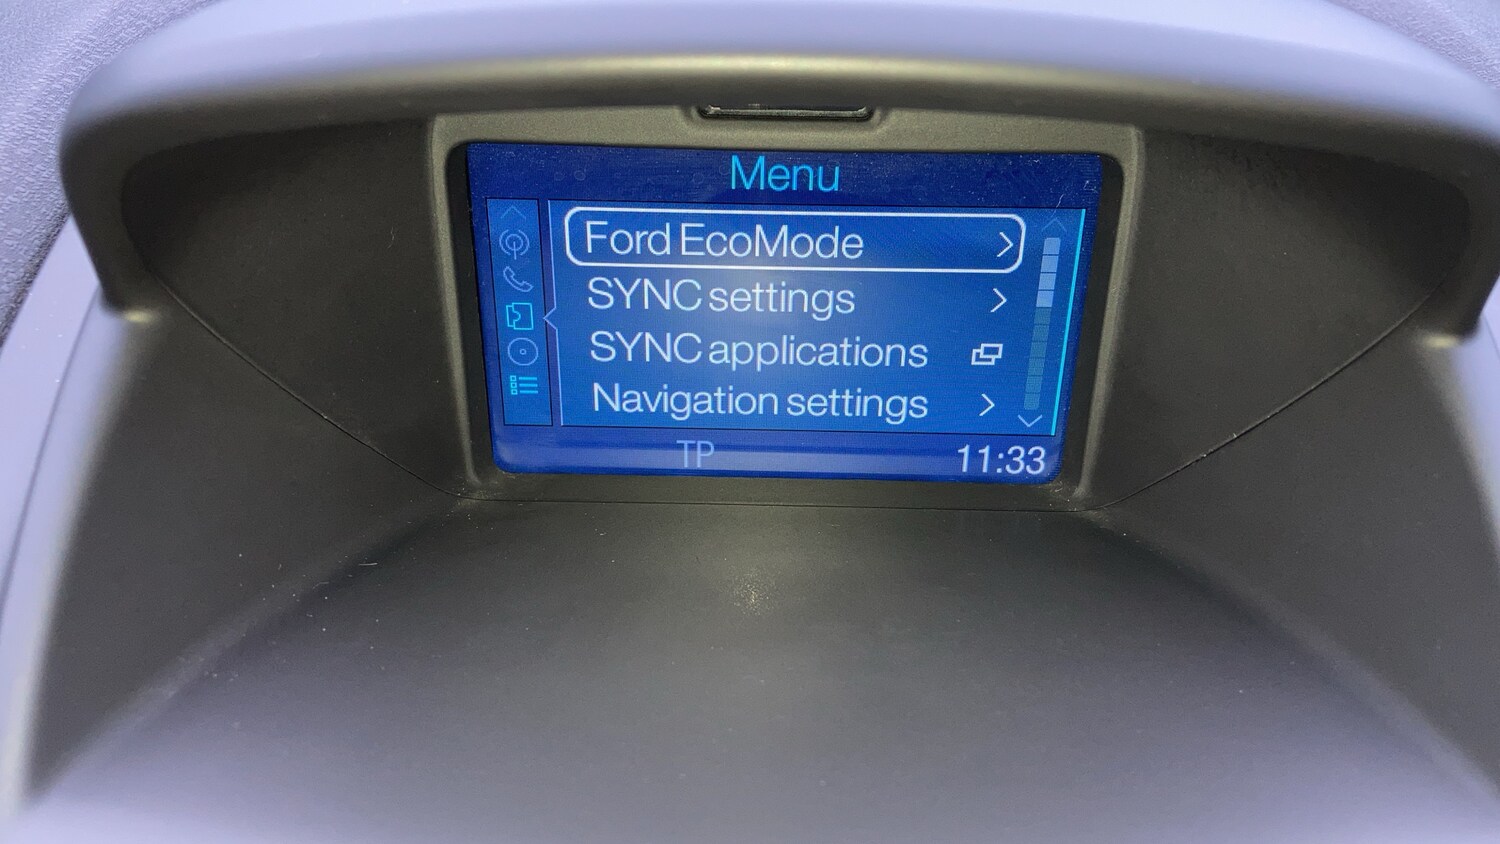 Menu
Ford EcoMode
SYNC settings
SYNC applications
Navigation settings
TP
11:33